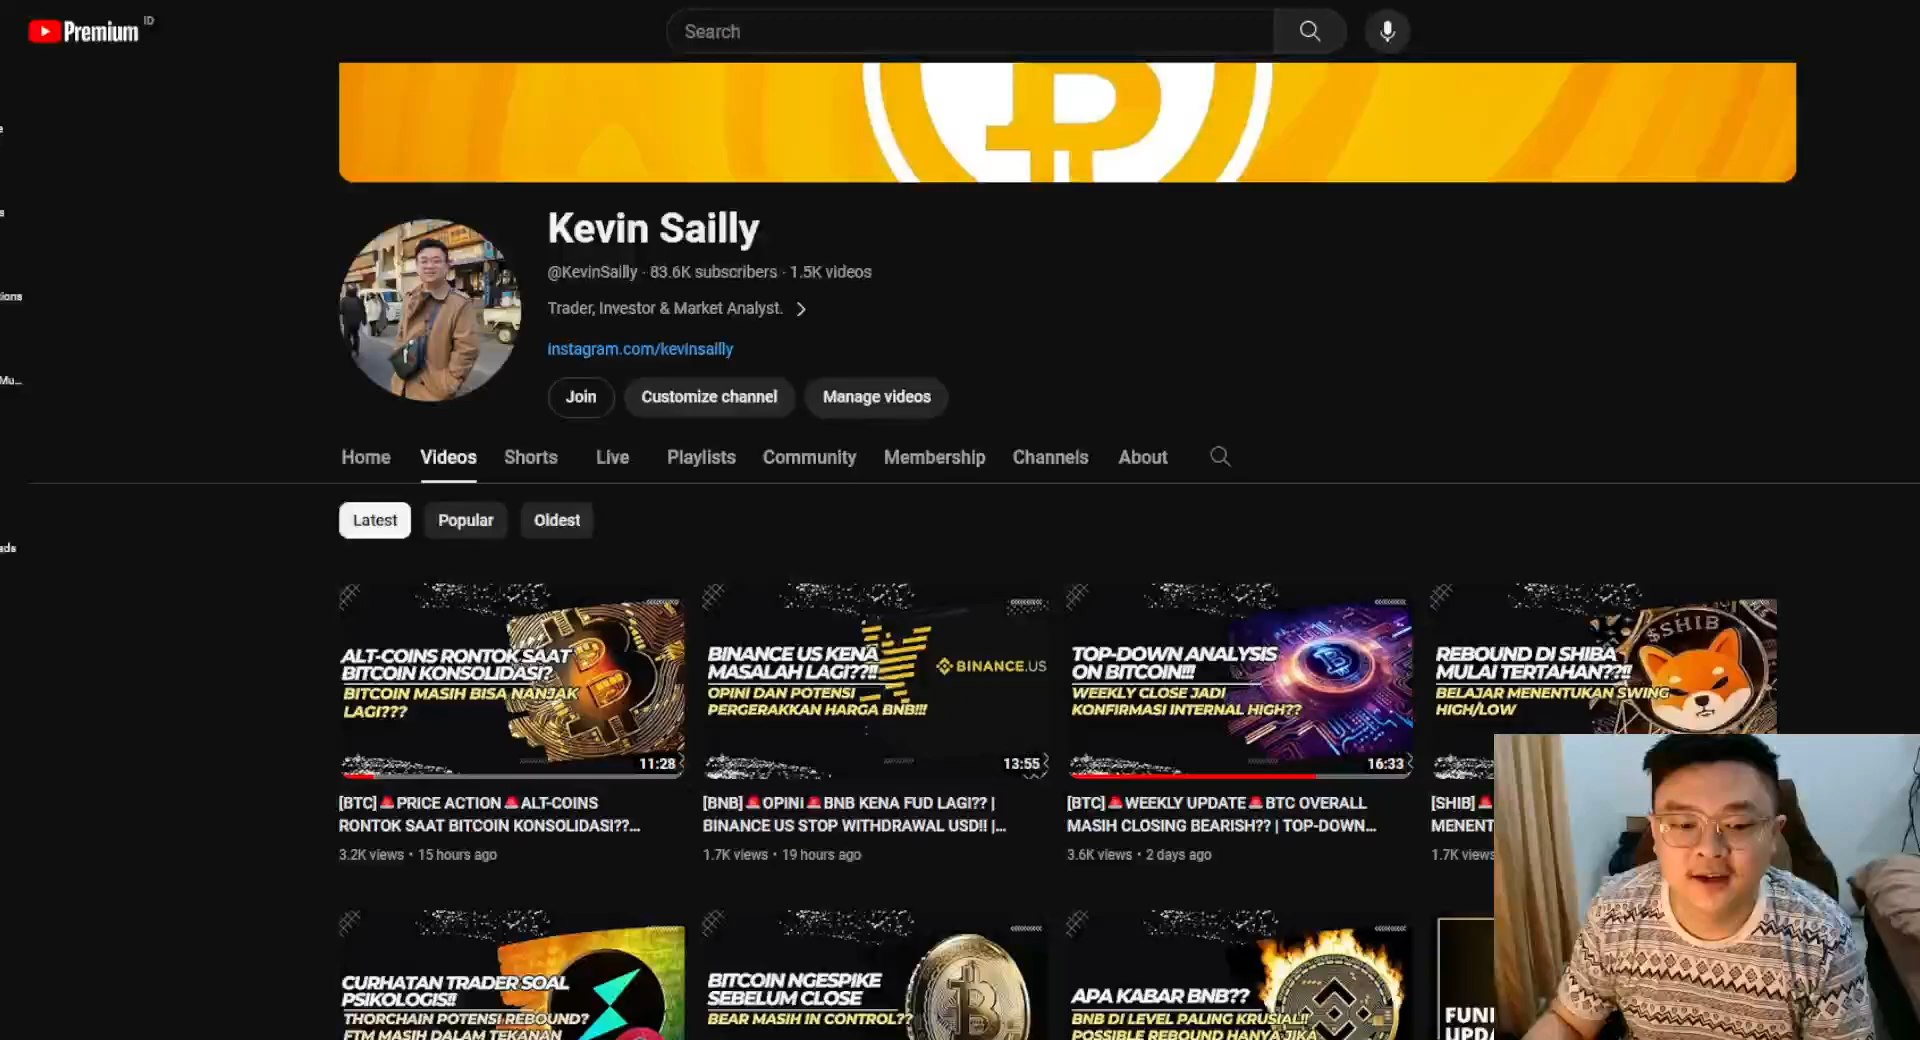 Premium ID
Search
Kevin Sailly
@KevinSailly · 83.6K subscribers · 1.5K videos
Trader, Investor & Market Analyst.
instagram.com/kevinsailly
Join Customize channel Manage videos
Home Videos Shorts Live Playlists Community Membership Channels About
Latest Popular Oldest
ALT-COINS RONTOK SAAT
BITCOIN KONSOLIDASI?
BITCOIN MASIH BISA NANJAK
LAGI???
11:28
[BTC]🚨PRICE ACTION🚨ALT-COINS
RONTOK SAAT BITCOIN KONSOLIDASI??...
3.2K views • 15 hours ago
BINANCE US KENA
MASALAH LAGI??!!
OPINI DAN POTENSI
PERGERAKKAN HARGA BNB!!!
BINANCE.US
13:55
[BNB]🚨OPINI🚨BNB KENA FUD LAGI?? |
BINANCE US STOP WITHDRAWAL USD!! |...
1.7K views • 19 hours ago
TOP-DOWN ANALYSIS
ON BITCOIN!!!
WEEKLY CLOSE JADI
KONFIRMASI INTERNAL HIGH??
16:33
[BTC]🚨WEEKLY UPDATE🚨BTC OVERALL
MASIH CLOSING BEARISH?? | TOP-DOWN...
3.6K views • 2 days ago
REBOUND DI SHIBA
MULAI TERTAHAN??!!
BELAJAR MENENTUKAN SWING
HIGH/LOW
$SHIB
[SHIB]🚨
MENENT
1.7K views
CURHATAN TRADER SOAL
PSIKOLOGIS!!
THORCHAIN POTENSI REBOUND?
FTM MASIH DALAM TEKANAN
BITCOIN NGESPIKE
SEBELUM CLOSE
BEAR MASIH IN CONTROL??
APA KABAR BNB??
BNB DI LEVEL PALING KRUSIAL!!
POSSIBLE REBOUND HANYA JIKA
FUN
UPDA
ions
Mu...
ads